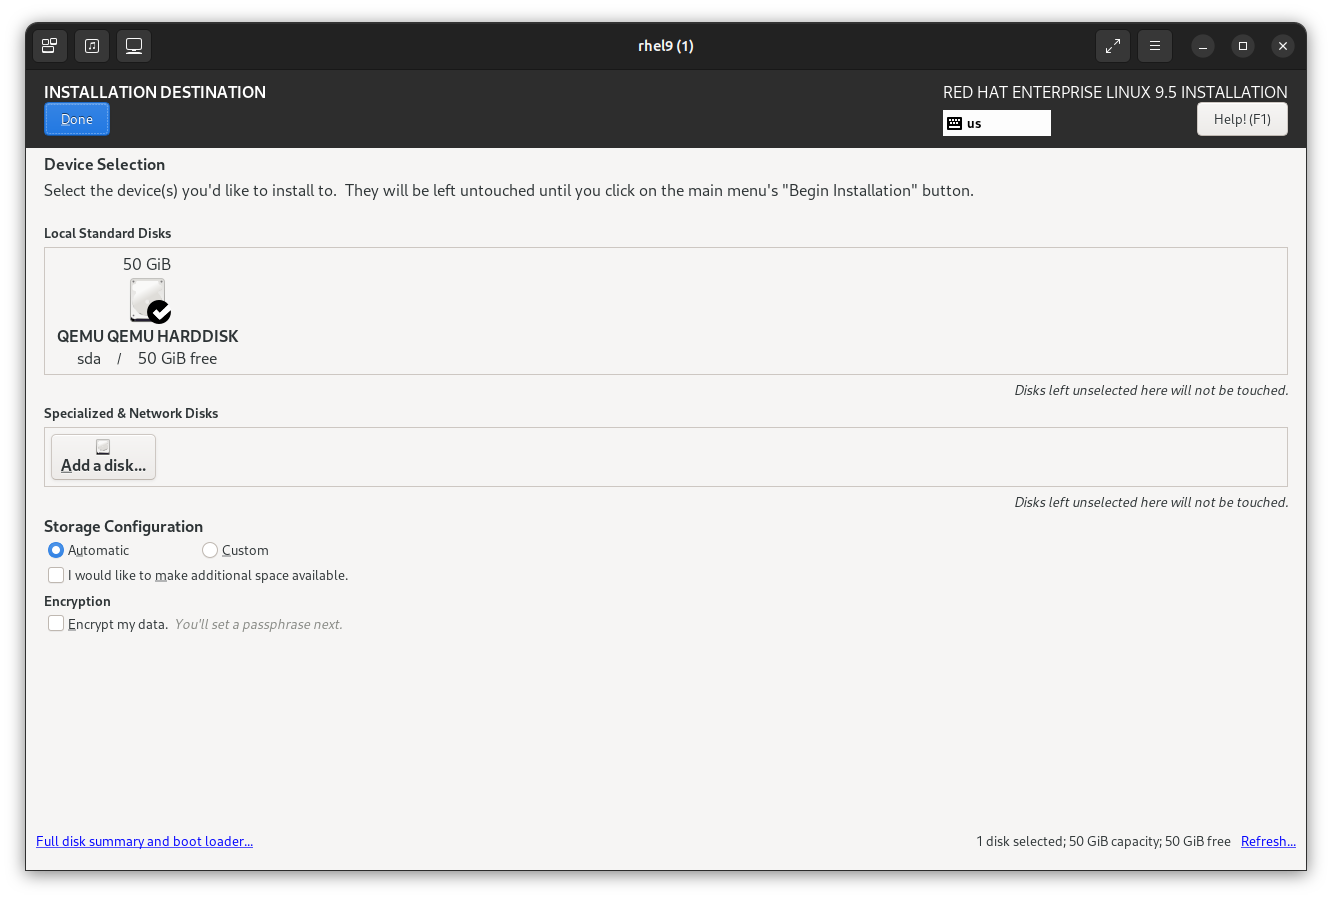 rhel9 (1)
INSTALLATION DESTINATION
RED HAT ENTERPRISE LINUX 9.5 INSTALLATION
Done
us
Help! (F1)
Device Selection
Select the device(s) you'd like to install to.  They will be left untouched until you click on the main menu's "Begin Installation" button.
Local Standard Disks
50 GiB
QEMU QEMU HARDDISK
sda / 50 GiB free
Disks left unselected here will not be touched.
Specialized & Network Disks
Add a disk...
Disks left unselected here will not be touched.
Storage Configuration
Automatic Custom
I would like to make additional space available.
Encryption
Encrypt my data. You'll set a passphrase next.
Full disk summary and boot loader...
1 disk selected; 50 GiB capacity; 50 GiB free Refresh...